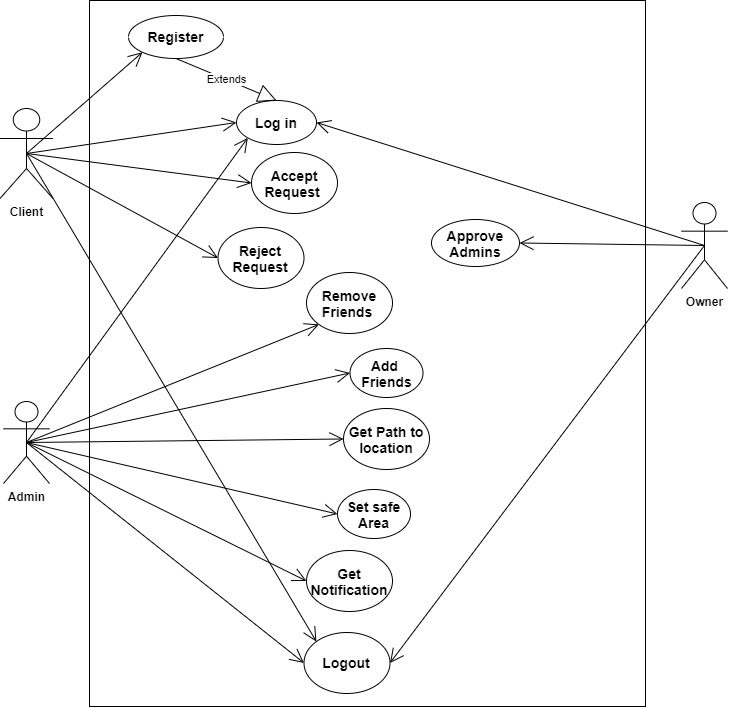 Register
Extends
Log in
Accept
Request
Client
Approve
Admins
Reject
Request
Remove
Friends
Owner
Add
Friends
Get Path to
location
Admin
Set safe
Area
Get
Notification
Logout